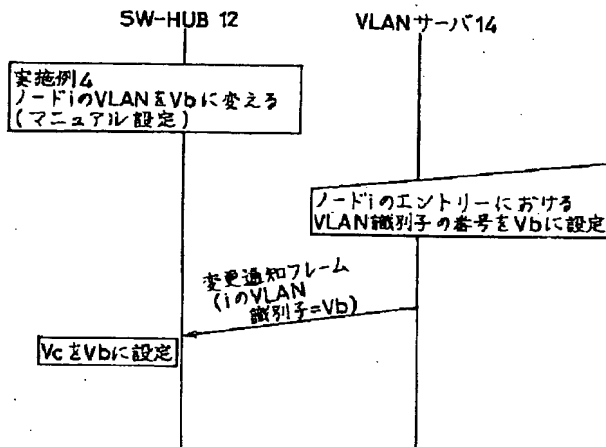 SW-HUB 12
VLANサーバ14
実施例4
ノードiのVLANをVbに変える
(マニュアル設定)
ノードiのエントリーにおける
VLAN識別子の番号をVbに設定
変更通知フレーム
(iのVLAN
識別子=Vb)
VcをVbに設定